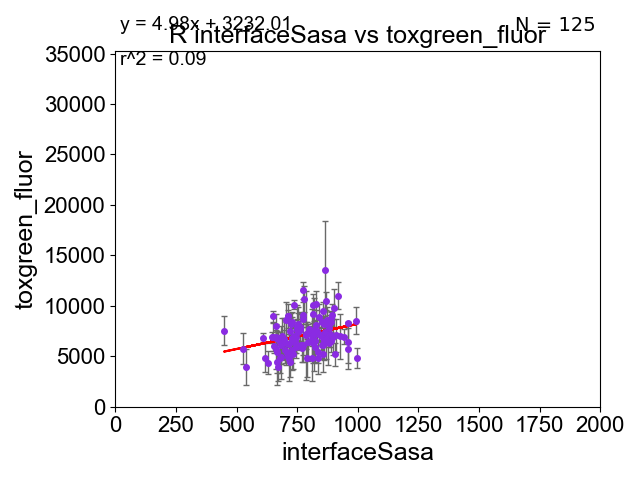 y = 4.98x + 3232.01
N = 125
R interfaceSasa vs toxgreen_fluor
r^2 = 0.09
35000
30000
25000
20000
15000
10000
5000
0
toxgreen_fluor
0 250 500 750 1000 1250 1500 1750 2000
interfaceSasa